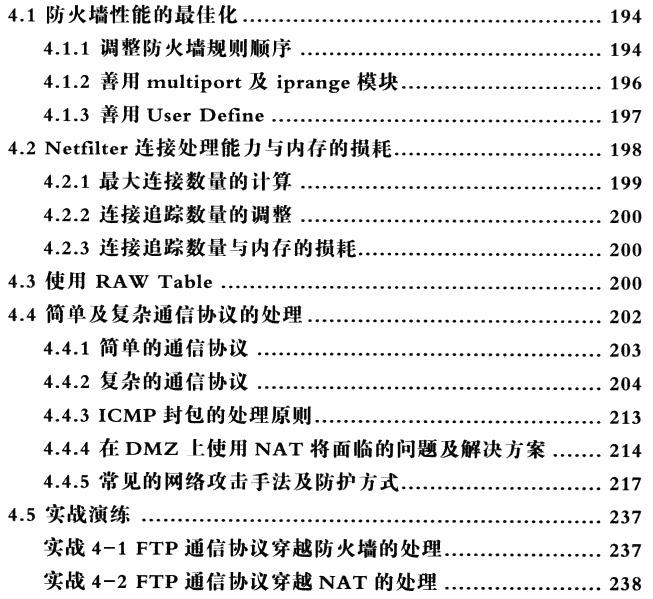 4.1 防火墙性能的最佳化 ........................ 194
4.1.1 调整防火墙规则顺序 ........................ 194
4.1.2 善用 multiport 及 iprange 模块 ........................ 196
4.1.3 善用 User Define ........................ 197
4.2 Netfilter 连接处理能力与内存的损耗 ........................ 198
4.2.1 最大连接数量的计算 ........................ 199
4.2.2 连接追踪数量的调整 ........................ 200
4.2.3 连接追踪数量与内存的损耗 ........................ 200
4.3 使用 RAW Table ........................ 200
4.4 简单及复杂通信协议的处理 ........................ 202
4.4.1 简单的通信协议 ........................ 203
4.4.2 复杂的通信协议 ........................ 204
4.4.3 ICMP 封包的处理原则 ........................ 213
4.4.4 在 DMZ 上使用 NAT 将面临的问题及解决方案 ....... 214
4.4.5 常见的网络攻击手法及防护方式 ........................ 217
4.5 实战演练 ........................ 237
实战 4-1 FTP 通信协议穿越防火墙的处理 ........................ 237
实战 4-2 FTP 通信协议穿越 NAT 的处理 ........................ 238